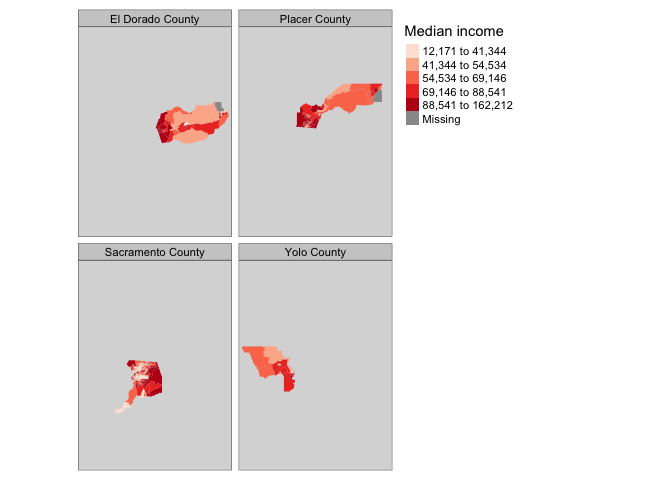 El Dorado County
Placer County
Median income
12,171 to 41,344
41,344 to 54,534
54,534 to 69,146
69,146 to 88,541
88,541 to 162,212
Missing
Sacramento County
Yolo County